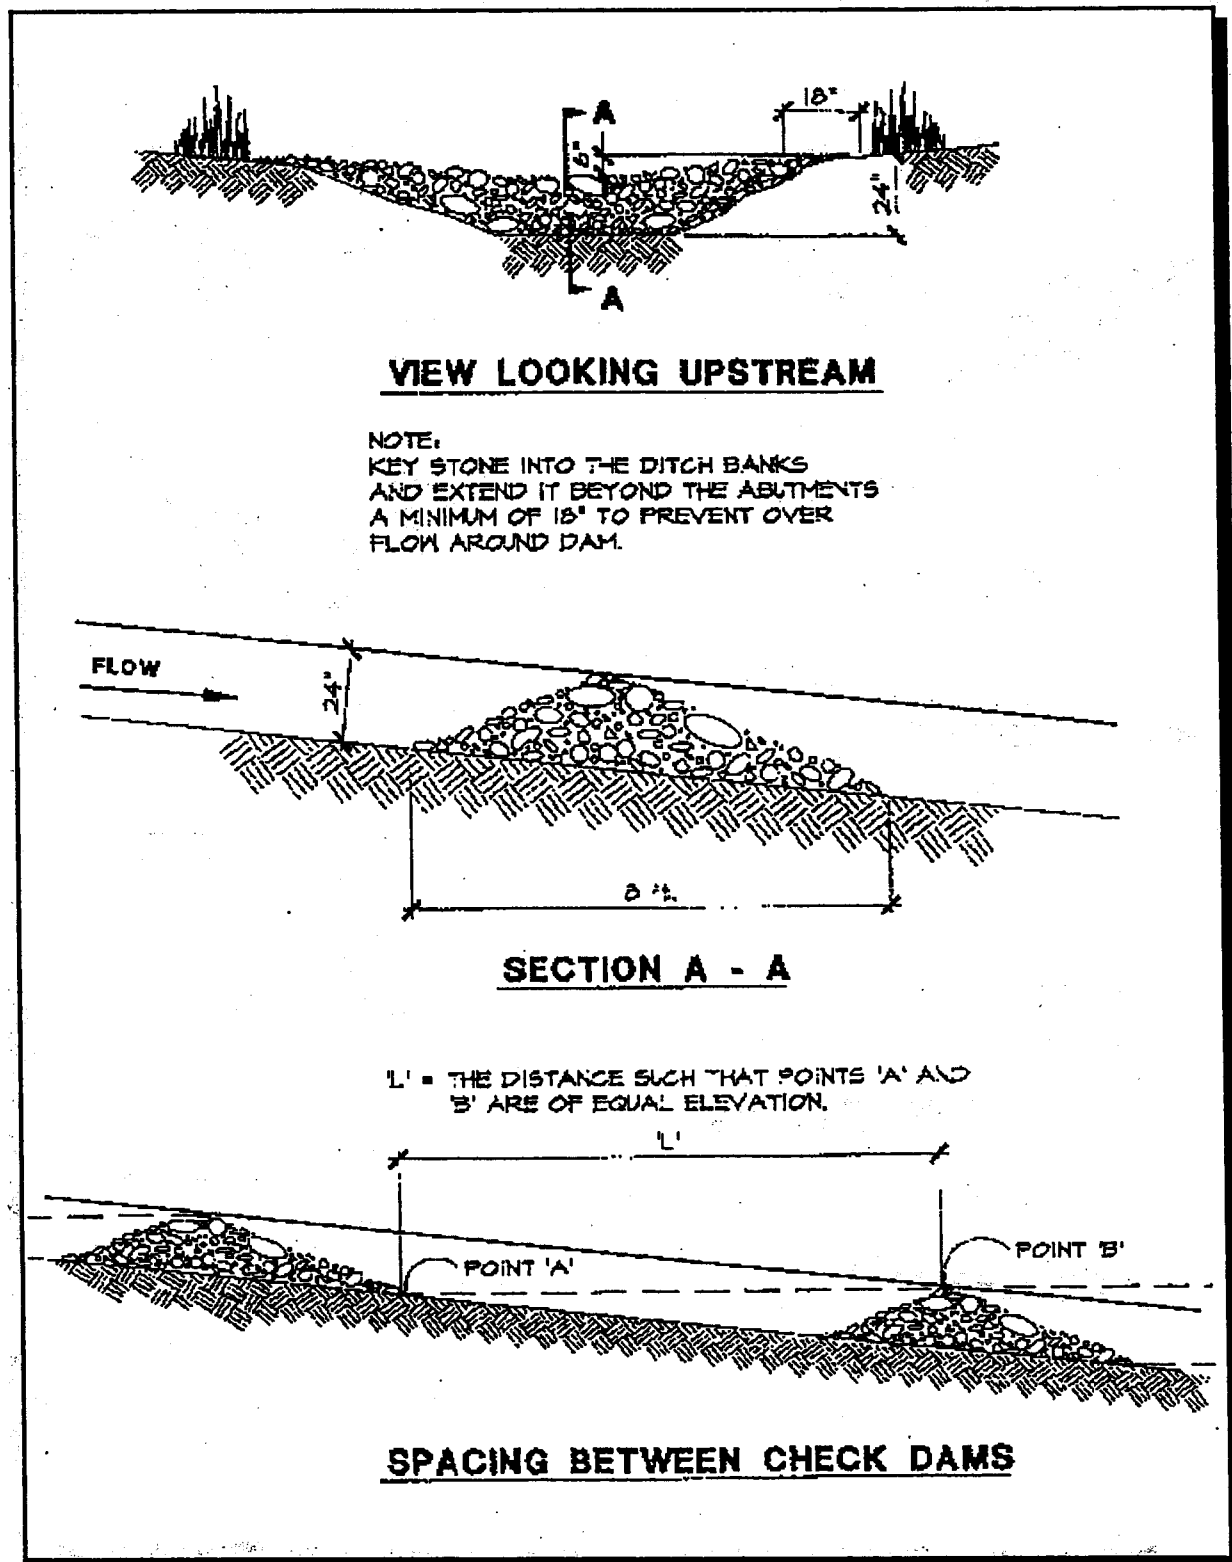 A
18"
6"
24"
A
VIEW LOOKING UPSTREAM
NOTE:
KEY STONE INTO THE DITCH BANKS
AND EXTEND IT BEYOND THE ABUTMENTS
A MINIMUM OF 18" TO PREVENT OVER
FLOW AROUND DAM.
FLOW
24"
8
SECTION A - A
'L' = THE DISTANCE SUCH THAT POINTS 'A' AND
'B' ARE OF EQUAL ELEVATION.
'L'
POINT 'A'
POINT 'B'
SPACING BETWEEN CHECK DAMS